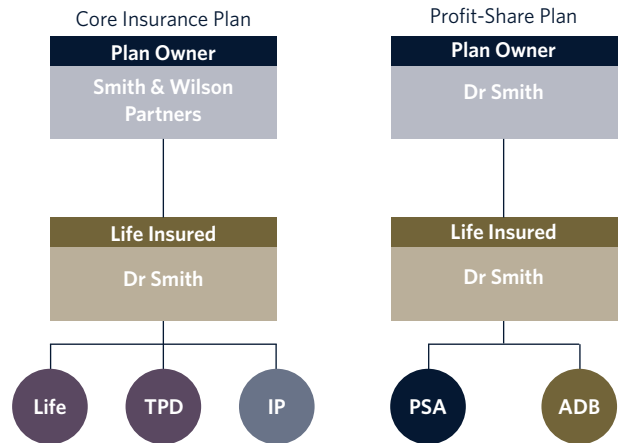 Core Insurance Plan
Plan Owner
Smith & Wilson
Partners
Life Insured
Dr Smith
Life
TPD
IP
Profit-Share Plan
Plan Owner
Dr Smith
Life Insured
Dr Smith
PSA
ADB